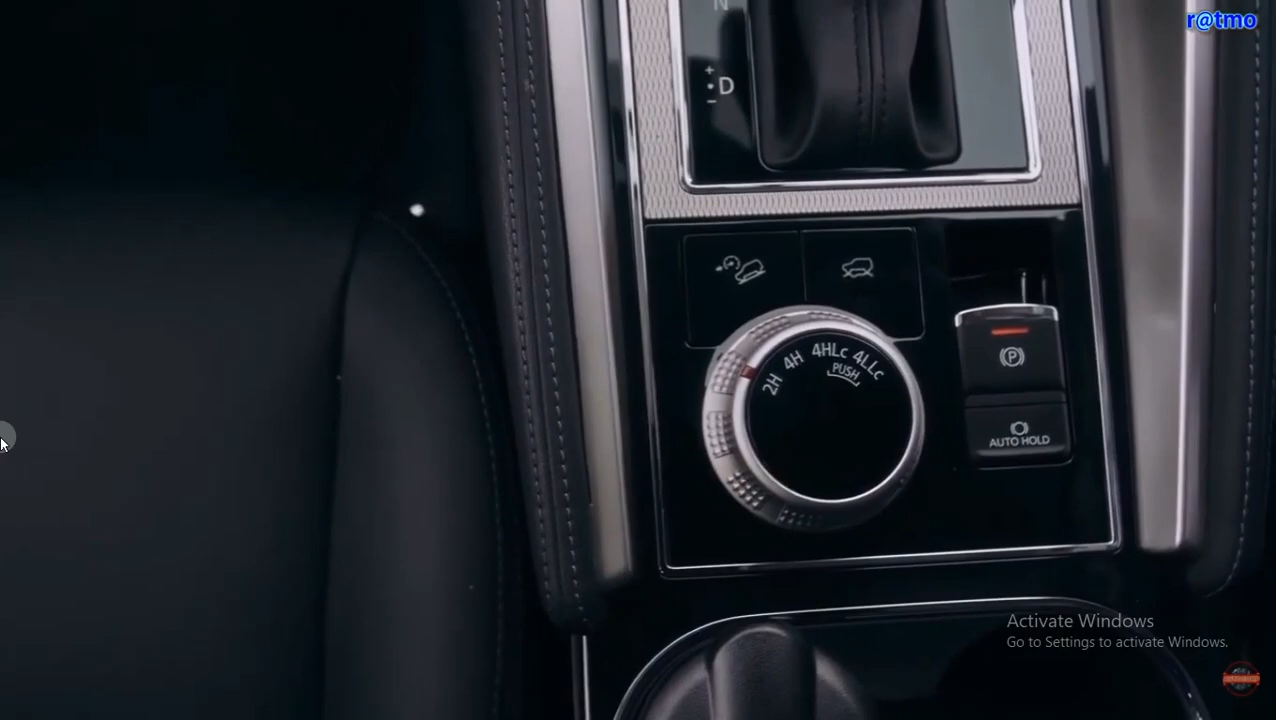 r@tmo
N
+
D
-
2H 4H 4HLc 4LLc
PUSH
P
AUTO HOLD
Activate Windows
Go to Settings to activate Windows.